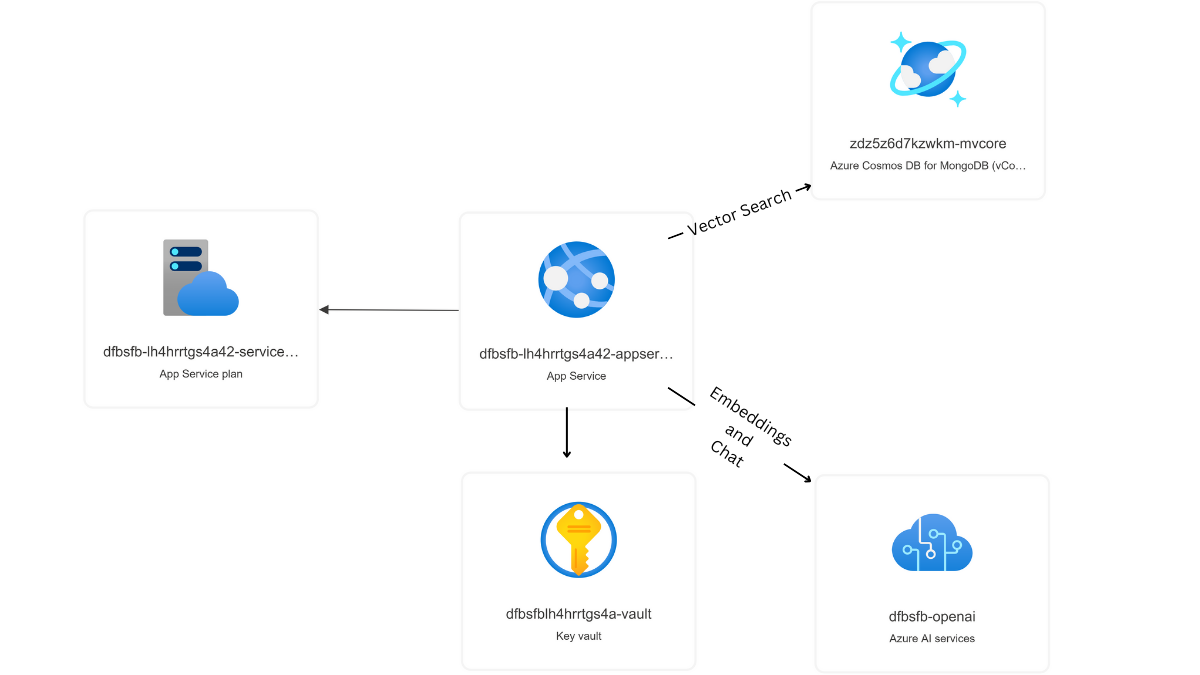 zdz5z6d7kzwkm-mvcore
Azure Cosmos DB for MongoDB (vCo...
Vector Search
dfbsfb-lh4hrrtgs4a42-service...
App Service plan
dfbsfb-lh4hrrtgs4a42-appser...
App Service
Embeddings
and
Chat
dfbsfblh4hrrtgs4a-vault
Key vault
dfbsfb-openai
Azure AI services